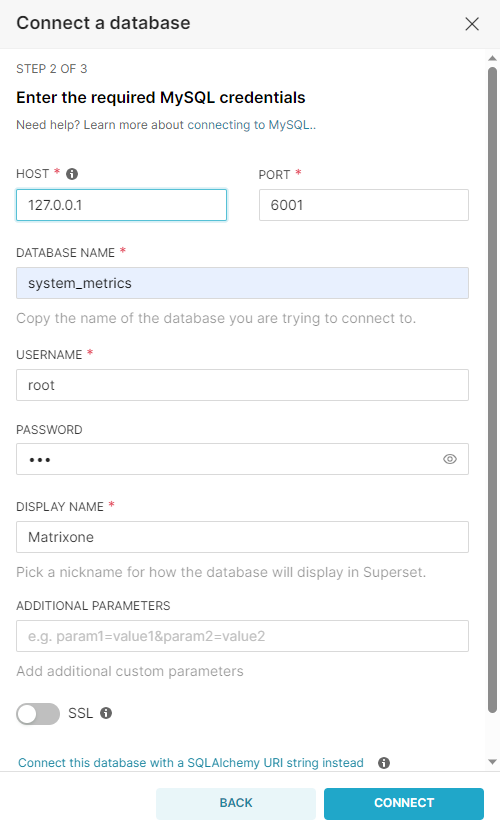 Connect a database
STEP 2 OF 3
Enter the required MySQL credentials
Need help? Learn more about connecting to MySQL..
HOST *
PORT *
127.0.0.1
6001
DATABASE NAME *
system_metrics
Copy the name of the database you are trying to connect to.
USERNAME *
root
PASSWORD
•••
DISPLAY NAME *
Matrixone
Pick a nickname for how the database will display in Superset.
ADDITIONAL PARAMETERS
e.g. param1=value1&param2=value2
Add additional custom parameters
SSL
Connect this database with a SQLAlchemy URI string instead
BACK
CONNECT